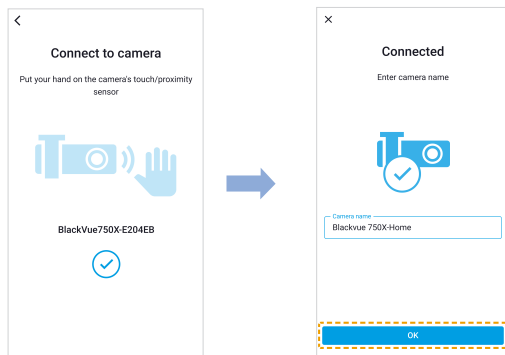 Connect to camera
Put your hand on the camera's touch/proximity
sensor
BlackVue750X-E204EB
Connected
Enter camera name
Camera name
Blackvue 750X-Home
OK